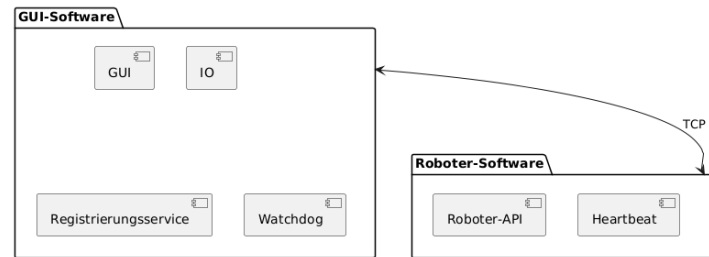 GUI-Software
GUI
IO
TCP
Roboter-Software
Registrierungsservice
Watchdog
Roboter-API
Heartbeat